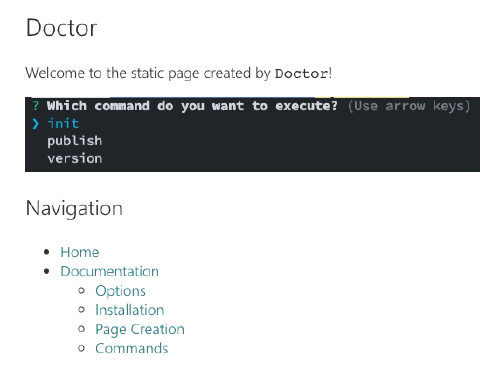 Doctor
Welcome to the static page created by Doctor!
? Which command do you want to execute? (Use arrow keys)
❯ init
publish
version
Navigation
Home
Documentation
Options
Installation
Page Creation
Commands